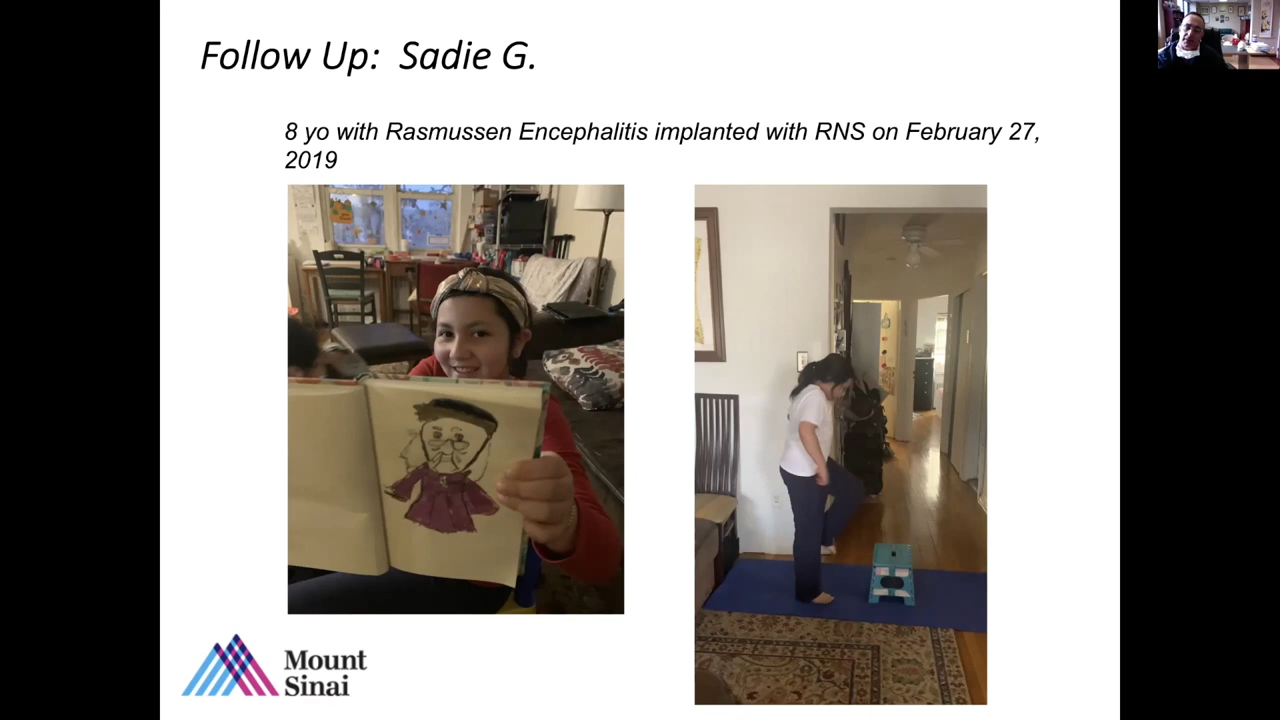 Follow Up: Sadie G.
8 yo with Rasmussen Encephalitis implanted with RNS on February 27,
2019
Mount
Sinai